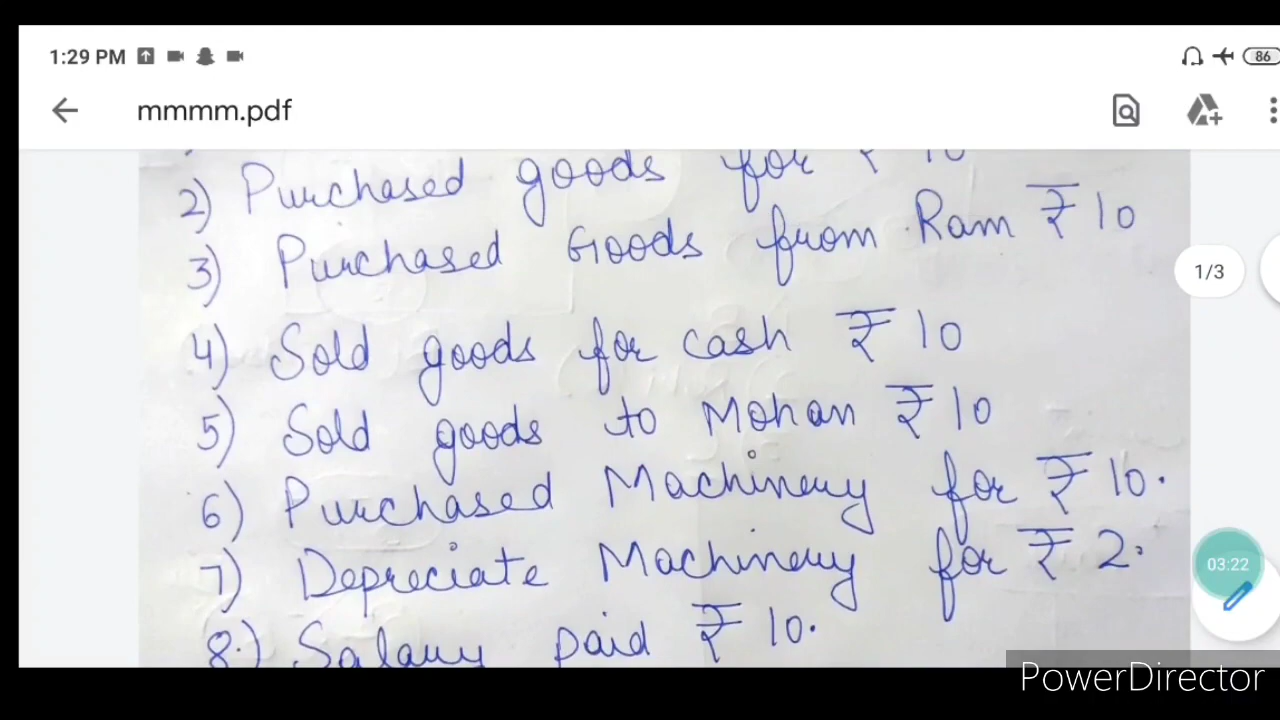 1:29 PM 86
mmmm.pdf
2) Purchased goods for ₹ 10
3) Purchased Goods from Ram ₹ 10
1/3
4) Sold goods for cash ₹ 10
5) Sold goods to Mohan ₹ 10
6) Purchased Machinery for ₹ 10.
7) Depreciate Machinery for ₹ 2.
03:22
8.) Salary paid ₹ 10.
PowerDirector